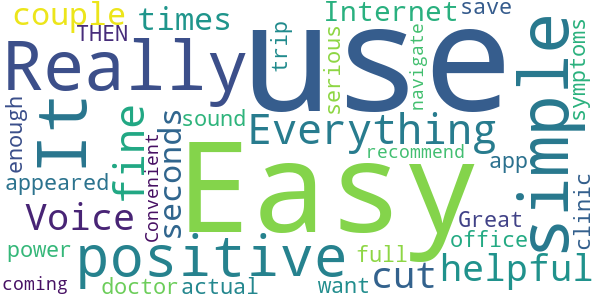 couple
times
Internet
save
THEN
Really
use
trip
serious
navigate
simple
symptoms
enough
It
fine
seconds
sound
Everything
recommend
app
appeared
Convenient
Easy
Voice
Great
clinic
positive
office
power
full
cut
helpful
coming
doctor
actual
want